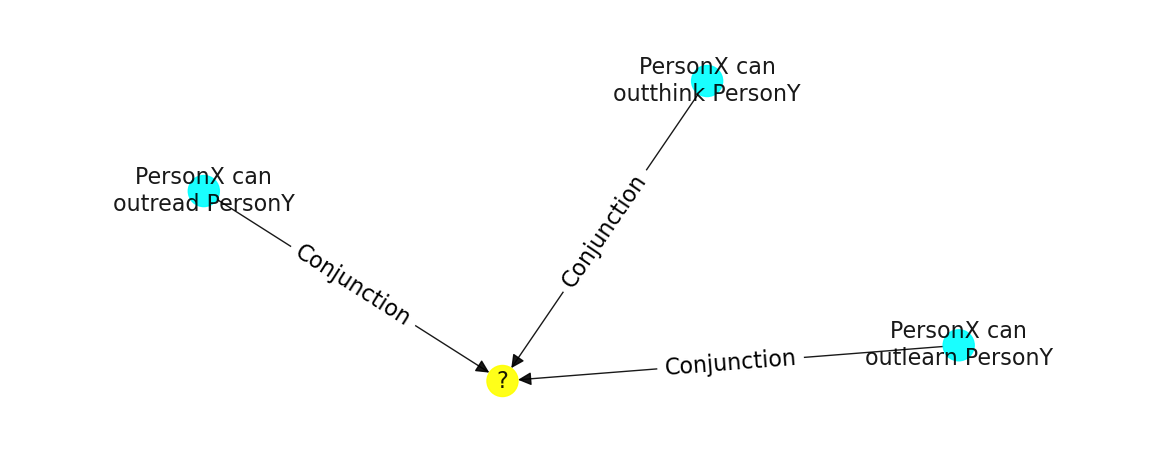 PersonX can
outthink PersonY
PersonX can
outread PersonY
Conjunction
Conjunction
PersonX can
outlearn PersonY
Conjunction
?